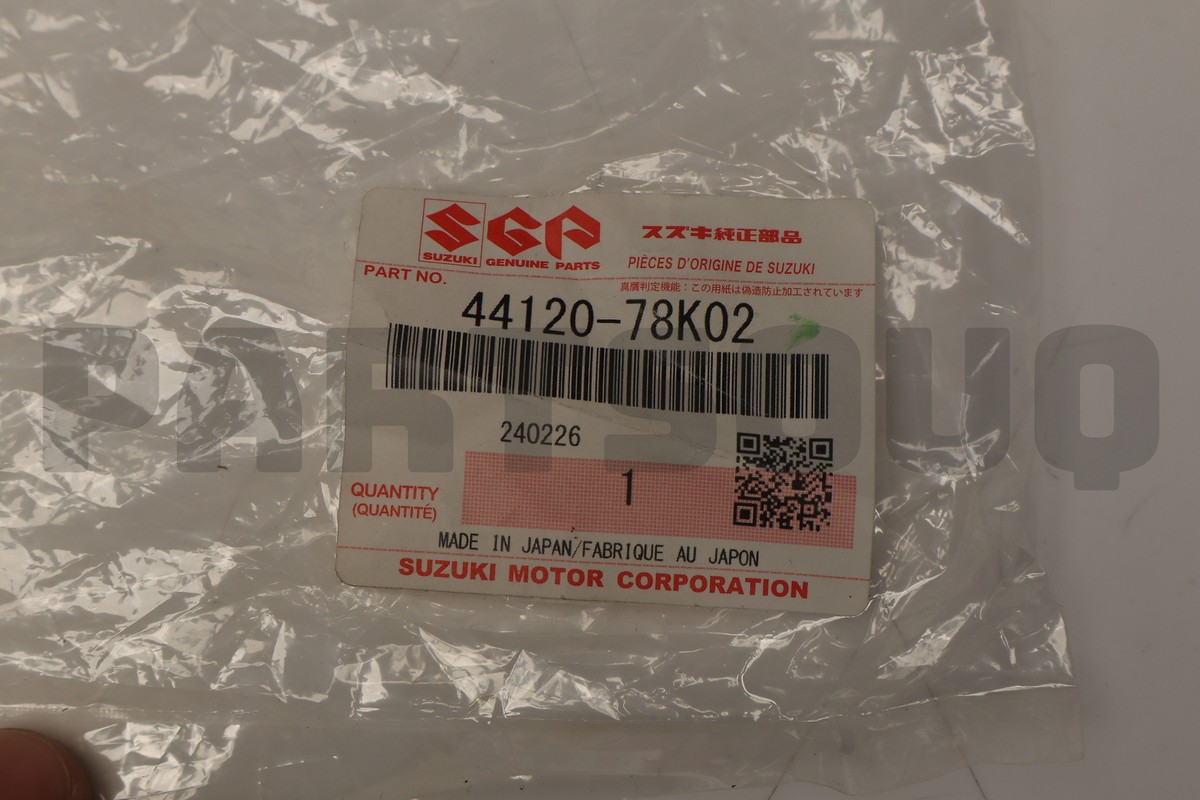 SUZUKI
SGP
GENUINE PARTS
スズキ純正部品
PIÈCES D'ORIGINE DE SUZUKI
PART NO.
真贋判定機能:この用紙は偽造防止加工されています
44120-78K02
240226
QUANTITY
(QUANTITÉ)
1
MADE IN JAPAN/FABRIQUE AU JAPON
SUZUKI MOTOR CORPORATION
PARTSOUQ